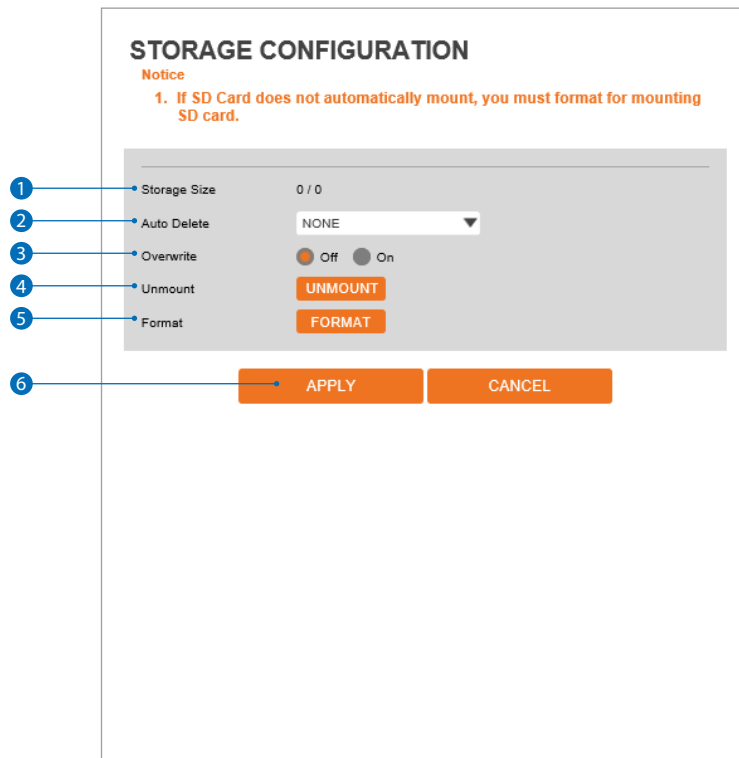 STORAGE CONFIGURATION
Notice
1. If SD Card does not automatically mount, you must format for mounting
SD card.
1 Storage Size 0 / 0
2 Auto Delete NONE
3 Overwrite Off On
4 Unmount UNMOUNT
5 Format FORMAT
6 APPLY CANCEL